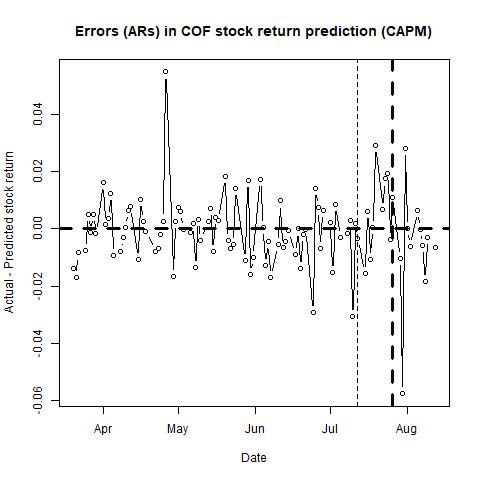 Errors (ARs) in COF stock return prediction (CAPM)
Actual - Predicted stock return
0.04
0.02
0.00
-0.02
-0.04
-0.06
Apr May Jun Jul Aug
Date